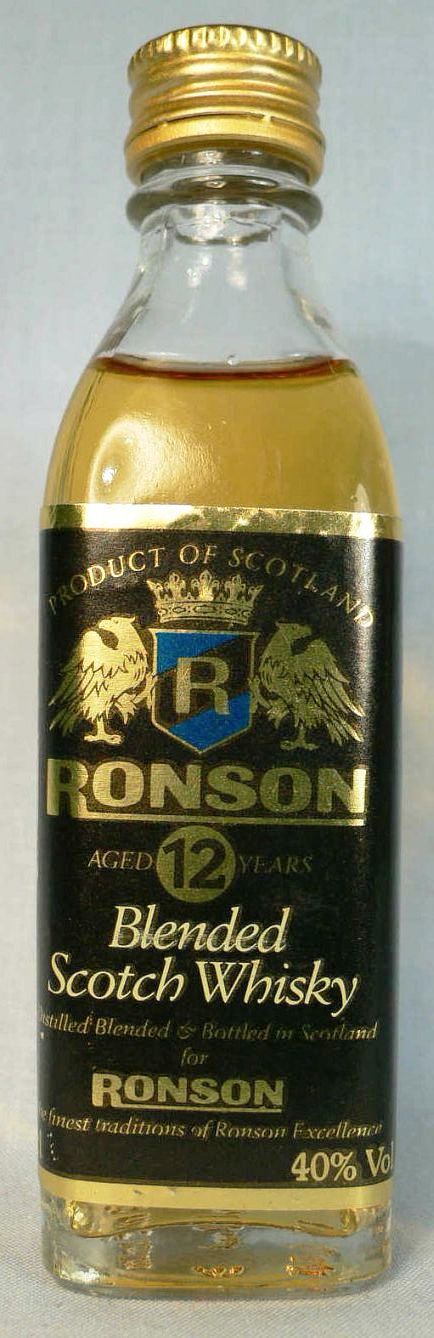 PRODUCT OF SCOTLAND
R
RONSON
AGED 12 YEARS
Blended
Scotch Whisky
istilled Blended & Bottled in Scotland
for
RONSON
e finest traditions of Ronson Excellence
40% Vol